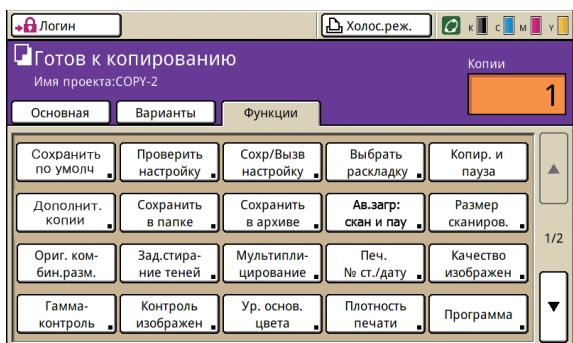 Логин
Холос.реж.
К C M Y
Готов к
копированию
Имя проекта:COPY-2
Копии
1
Основная
Варианты
Функции
Сохранить
по умолч
Проверить
настройку
Сохр/Вызв
настройку
Выбрать
раскладку
Копир. и
пауза
Дополнит.
копии
Сохранить
в папке
Сохранить
в архиве
Ав.загр:
скан и пау
Размер
сканиров.
1/2
Ориг. ком-
бин.разм.
Зад.стира-
ние теней
Мультипли-
цирование
Печ.
№ ст./дату
Качество
изображен
Гамма-
контроль
Контроль
изображен
Ур. основ.
цвета
Плотность
печати
Программа